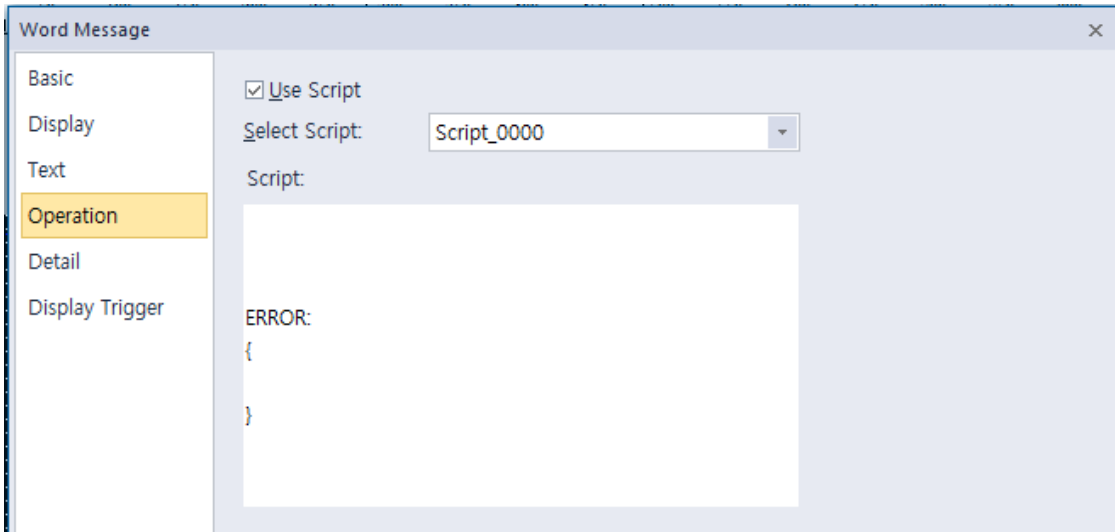 Word Message
Basic
Display
Text
Operation
Detail
Display Trigger
Use Script
Select Script: Script_0000
Script:
ERROR:
{
}